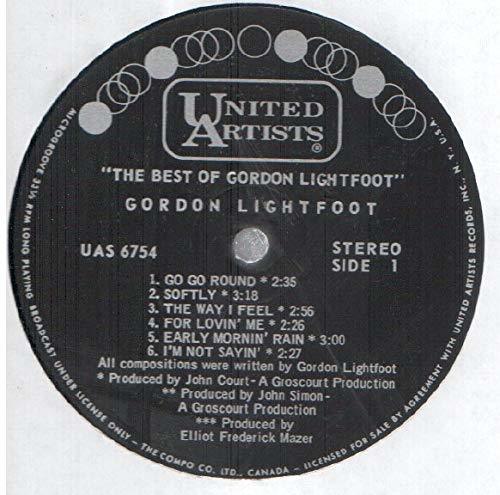 UNITED
ARTISTS
®
"THE BEST OF GORDON LIGHTFOOT"
GORDON LIGHTFOOT
UAS 6754
STEREO
SIDE 1
1. GO GO ROUND * 2:35
2. SOFTLY * 3:18
3. THE WAY I FEEL * 2:56
4. FOR LOVIN' ME * 2:26
5. EARLY MORNIN' RAIN * 3:00
6. I'M NOT SAYIN' * 2:27
All compositions were written by Gordon Lightfoot
* Produced by John Court - A Groscourt Production
** Produced by John Simon-
A Groscourt Production
*** Produced by
Elliot Frederick Mazer
MICROGROOVE 33⅓ RPM LONG PLAYING BROADCAST UNDER LICENSE ONLY - THE COMPO CO. LTD., CANADA - LICENSED FOR SALE BY AGREEMENT WITH UNITED ARTISTS RECORDS, INC., N.Y., U.S.A.